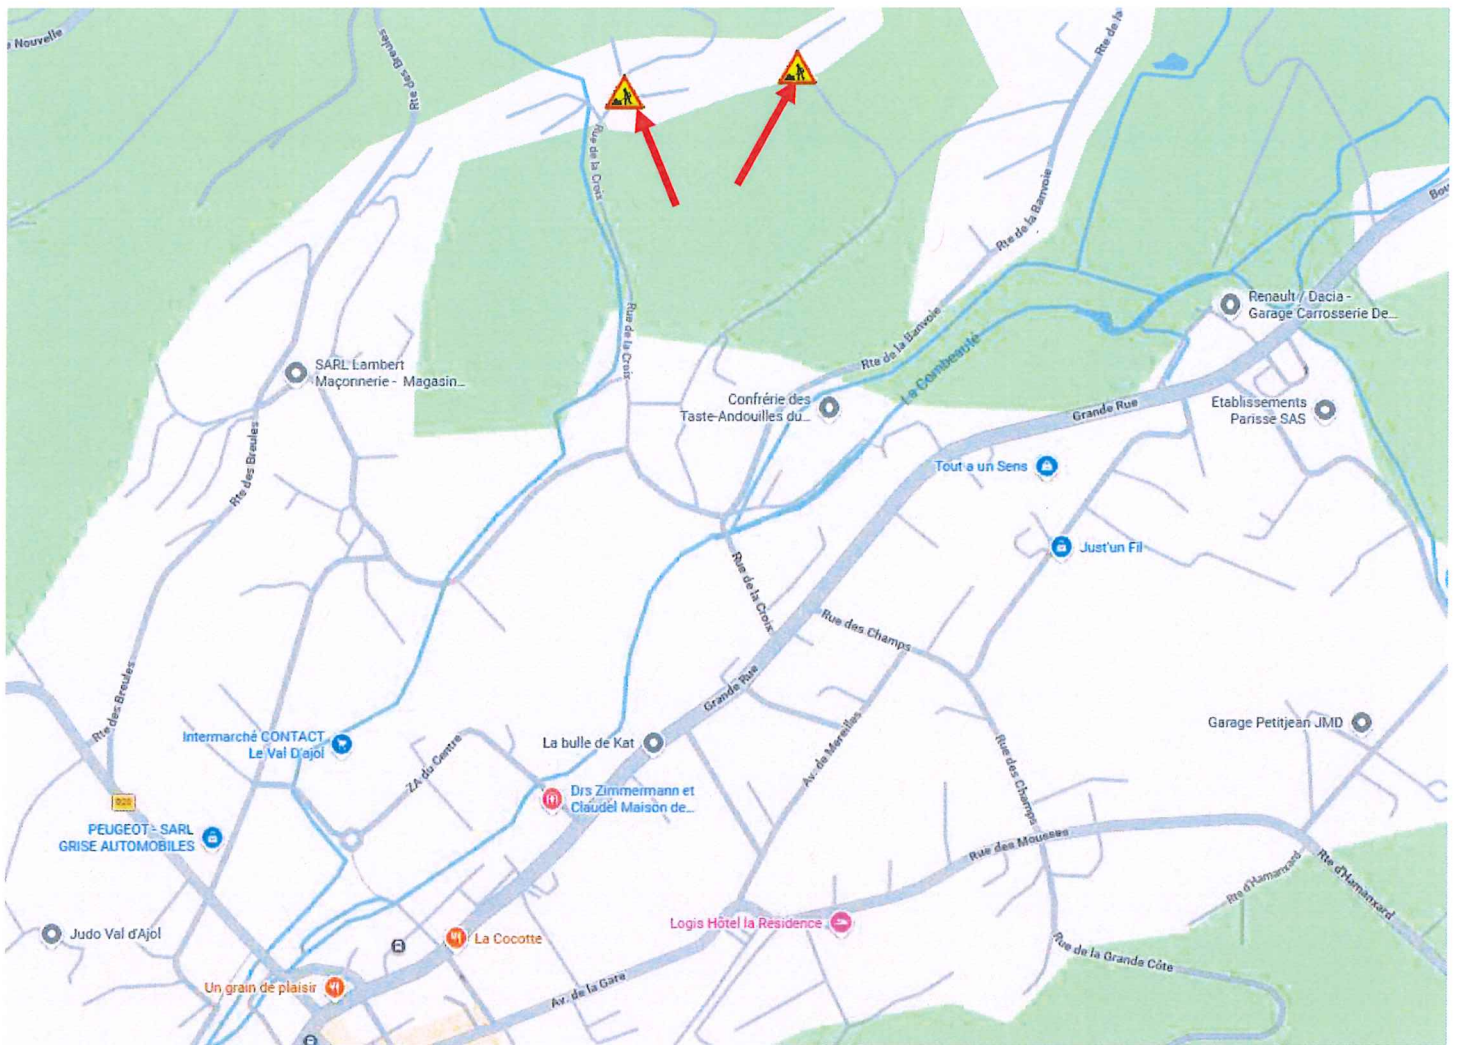 e Nouvelle
Rte des Breules
Rte de la
Rue de la Croix
Rte de la Banvoie
Bou
Renault / Dacia -
Garage Carrosserie De...
Rue de la Croix
Rte de la Banvoie
La Combeauté
SARL Lambert
Maçonnerie - Magasin...
Confrérie des
Taste-Andouilles du...
Grande Rue
Etablissements
Parisse SAS
Rte des Breules
Tout a un Sens
Just'un Fil
Rue de la Croix
Rue des Champs
Grande Rue
Rte des Breules
Intermarché CONTACT
Le Val D'ajol
ZA du Centre
La bulle de Kat
Av. de Mereilles
Rue des Champs
Garage Petitjean JMD
D20
Drs Zimmermann et
Claudel Maison de...
PEUGEOT - SARL
GRISE AUTOMOBILES
Rue des Mousses
Rte d'Hamanxard
Rte d'Hamanxard
Judo Val d'Ajol
La Cocotte
Logis Hôtel la Résidence
Rue de la Grande Côte
Un grain de plaisir
Av. de la Gare